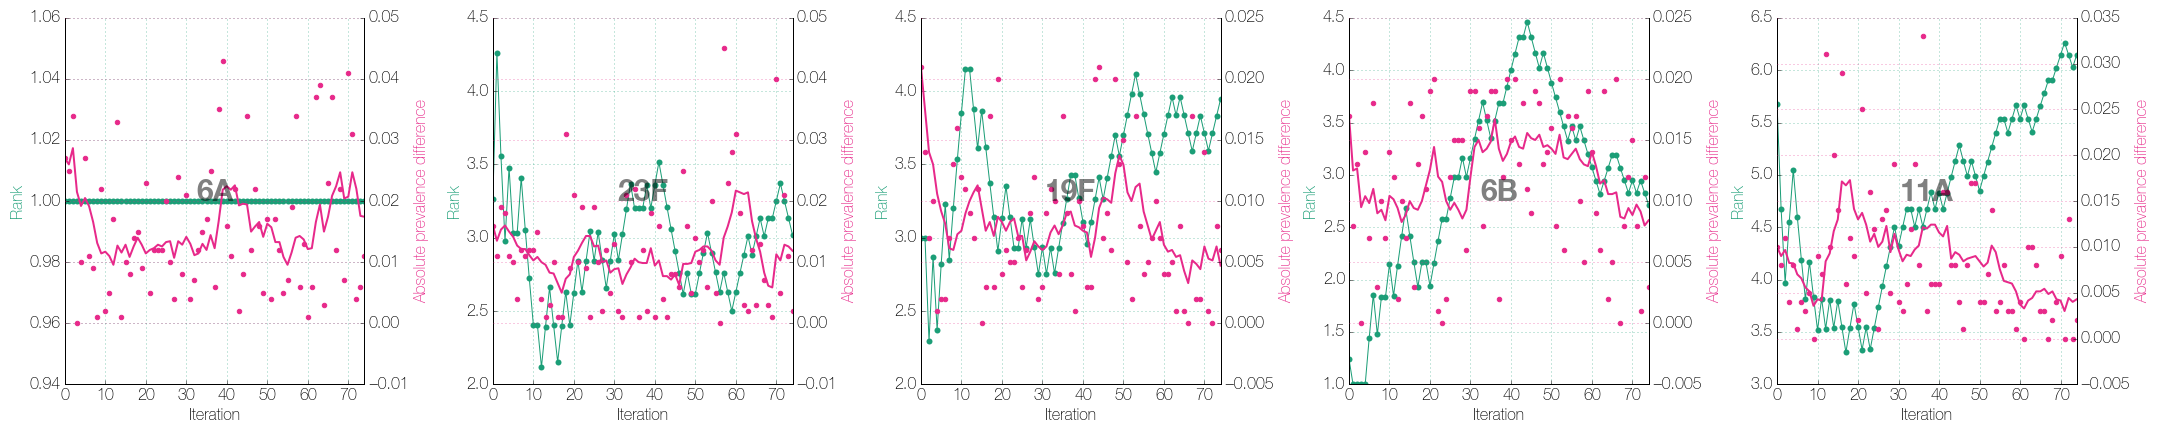 1.06
1.04
1.02
1.00
0.98
0.96
0.94
Rank
0 10 20 30 40 50 60 70
Iteration
0.05
0.04
0.03
0.02
0.01
0.00
−0.01
Absolute prevalence difference
6A
4.5
4.0
3.5
3.0
2.5
2.0
Rank
0 10 20 30 40 50 60 70
Iteration
0.05
0.04
0.03
0.02
0.01
0.00
−0.01
Absolute prevalence difference
23F
4.5
4.0
3.5
3.0
2.5
2.0
Rank
0 10 20 30 40 50 60 70
Iteration
0.025
0.020
0.015
0.010
0.005
0.000
−0.005
Absolute prevalence difference
19F
4.5
4.0
3.5
3.0
2.5
2.0
1.5
1.0
Rank
0 10 20 30 40 50 60 70
Iteration
0.025
0.020
0.015
0.010
0.005
0.000
−0.005
Absolute prevalence difference
6B
6.5
6.0
5.5
5.0
4.5
4.0
3.5
3.0
Rank
0 10 20 30 40 50 60 70
Iteration
0.035
0.030
0.025
0.020
0.015
0.010
0.005
0.000
−0.005
Absolute prevalence difference
11A